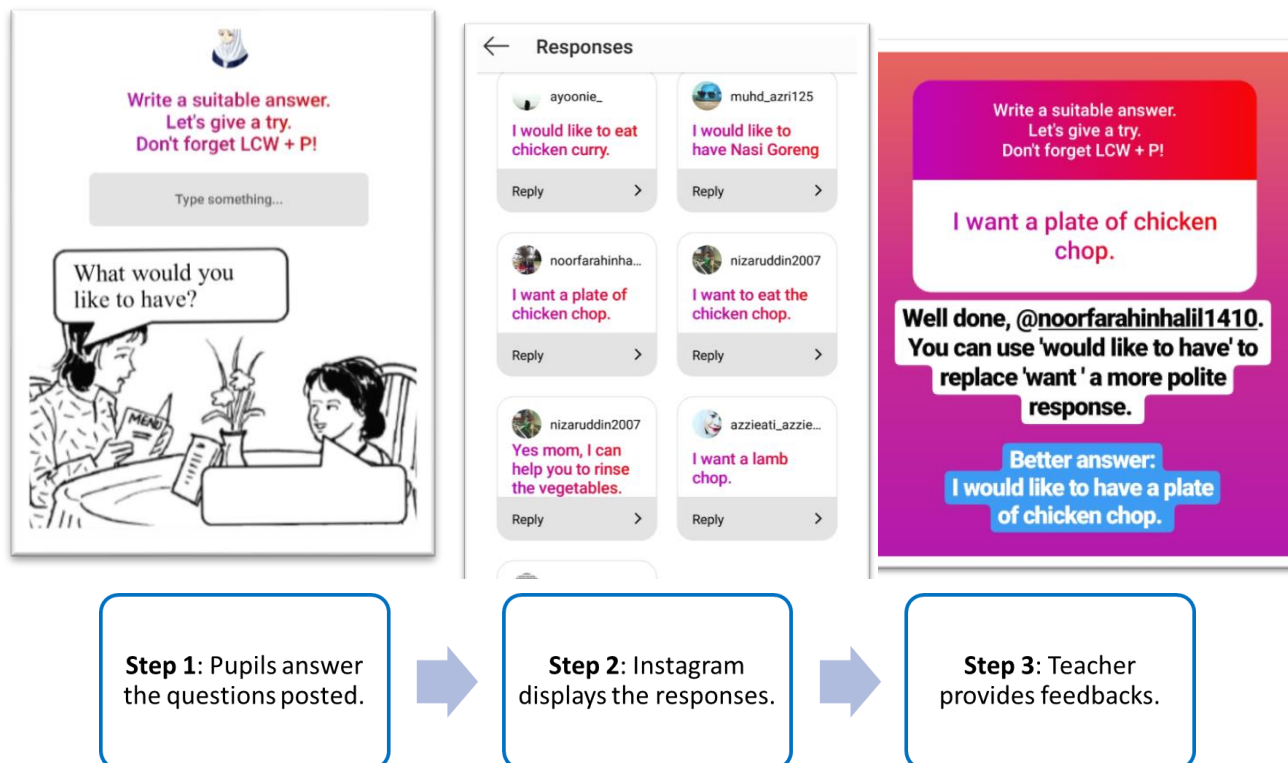 Write a suitable answer.
Let's give a try.
Don't forget LCW + P!
Type something...
What would you
like to have?
MENU
Responses
ayoonie_
I would like to eat
chicken curry.
Reply
muhd_azri125
I would like to
have Nasi Goreng
Reply
noorfarahinha...
I want a plate of
chicken chop.
Reply
nizaruddin2007
I want to eat the
chicken chop.
Reply
nizaruddin2007
Yes mom, I can
help you to rinse
the vegetables.
Reply
azzieati_azzie...
I want a lamb
chop.
Reply
Write a suitable answer.
Let's give a try.
Don't forget LCW + P!
I want a plate of chicken
chop.
Well done, @noorfarahinhalil1410.
You can use 'would like to have' to
replace 'want ' a more polite
response.
Better answer:
I would like to have a plate
of chicken chop.
Step 1: Pupils answer
the questions posted.
Step 2: Instagram
displays the responses.
Step 3: Teacher
provides feedbacks.